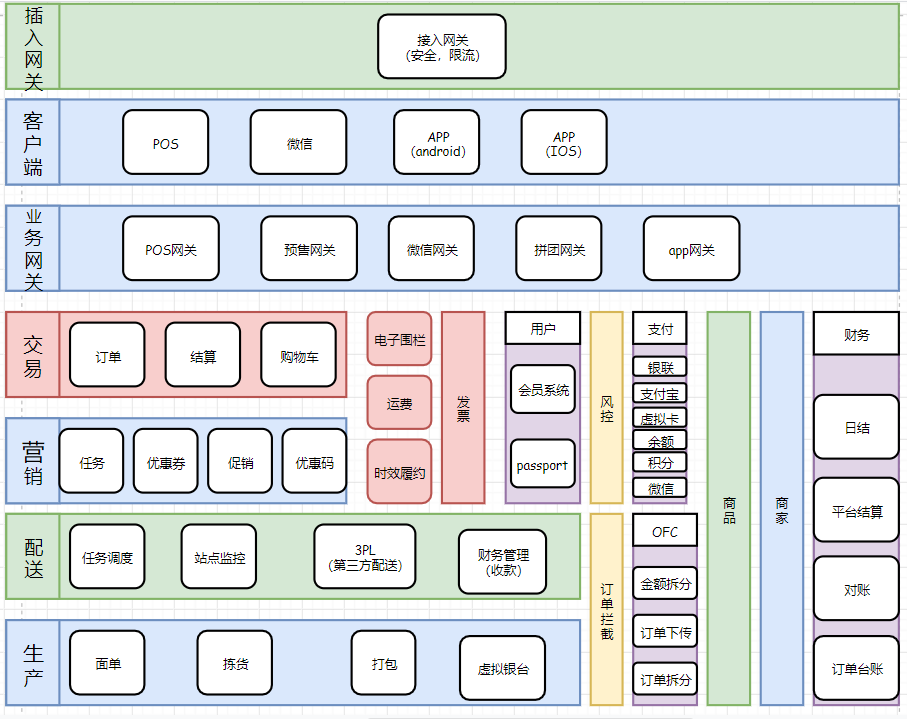 插入网关
接入网关
(安全，限流)
客户端
POS
微信
APP
(android)
APP
(IOS)
业务网关
POS网关
预售网关
微信网关
拼团网关
app网关
交易
订单
结算
购物车
营销
任务
优惠券
促销
优惠码
电子围栏
运费
时效履约
发票
用户
会员系统
passport
风控
支付
银联
支付宝
虚拟卡
余额
积分
微信
配送
任务调度
站点监控
3PL
(第三方配送)
财务管理
(收款)
生产
面单
拣货
打包
虚拟银台
订单拦截
OFC
金额拆分
订单下传
订单拆分
商品
商家
财务
日结
平台结算
对账
订单台账